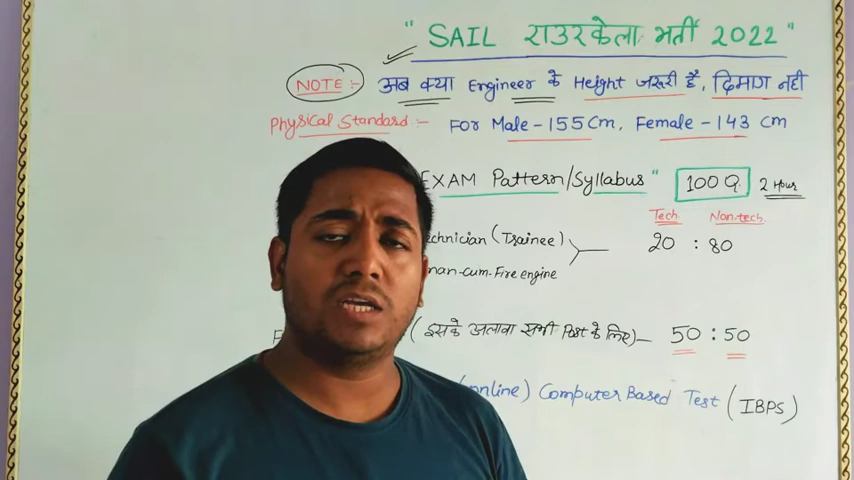 " SAIL राउरकेला भर्ती 2022 "
NOTE :- अब क्या Engineer के Height जरूरी है, दिमाग नहीं
Physical Standard :- For Male - 155 Cm, Female - 143 cm
EXAM Pattern/Syllabus " 100 Q. 2 Hour
Tech. Non-tech.
echnician (Trainee) 20 : 80
man-cum-Fire engine
(इसके अलावा सभी Post के लिए) - 50 : 50
(online) Computer Based Test (IBPS)